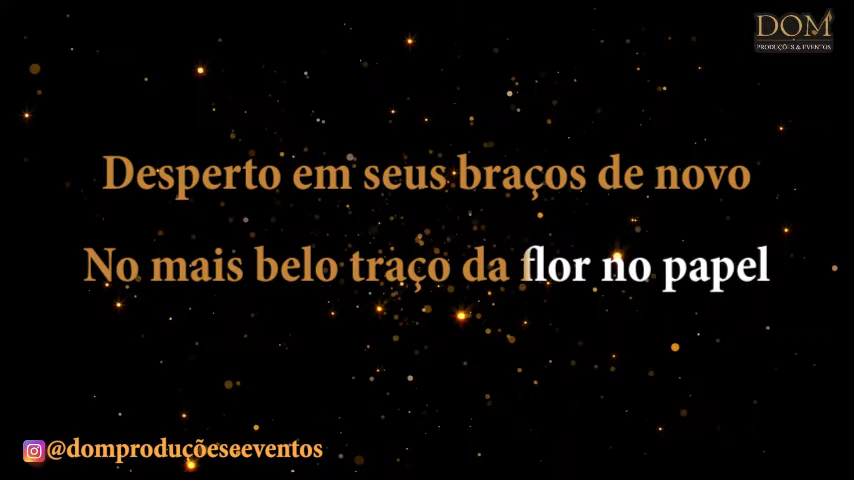 DOM
PRODUÇÕES & EVENTOS
Desperto em seus braços de novo
No mais belo traço da flor no papel
@domproduçõeseeventos